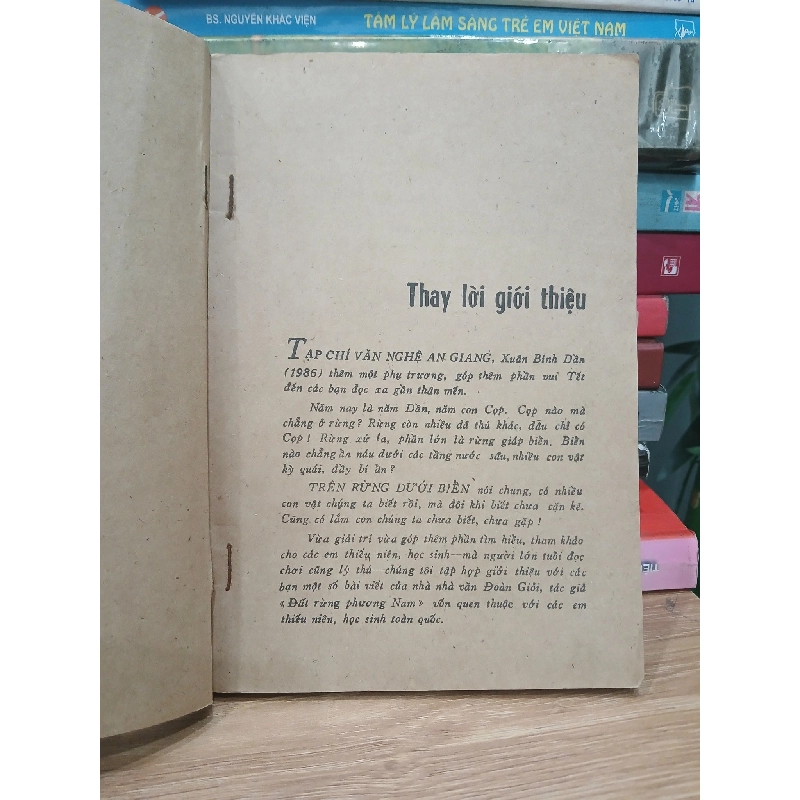 BS. NGUYỄN KHẮC VIỆN
TÂM LÝ LÂM SÀNG TRẺ EM VIỆT NAM
Thay lời giới thiệu
TẠP CHÍ VĂN NGHỆ AN GIANG, Xuân Bính Dần
(1986) thêm một phụ trương, góp thêm phần vui Tết
đến các bạn đọc xa gần thân mến.
Năm nay là năm Dần, năm con Cọp. Cọp nào mà
chẳng ở rừng? Rừng còn nhiều dã thú khác, đâu chỉ có
Cọp! Rừng xứ ta, phần lớn là rừng giáp biển. Biển
nào chẳng ẩn náu dưới các tầng nước sâu, nhiều con vật
kỳ quái, đầy bí ẩn?
TRÊN RỪNG DƯỚI BIỂN nói chung, có nhiều
con vật chúng ta biết rồi, mà đôi khi biết chưa cặn kẽ.
Cũng có lắm con chúng ta chưa biết, chưa gặp!
Vừa giải trí vừa góp thêm phần tìm hiểu, tham khảo
cho các em thiếu niên, học sinh—mà người lớn tuổi đọc
chơi cũng lý thú—chúng tôi tập hợp giới thiệu với các
bạn một số bài viết của nhà nhà văn Đoàn Giỏi, tác giả
«Đất rừng phương Nam» vốn quen thuộc với các em
thiếu niên, học sinh toàn quốc.